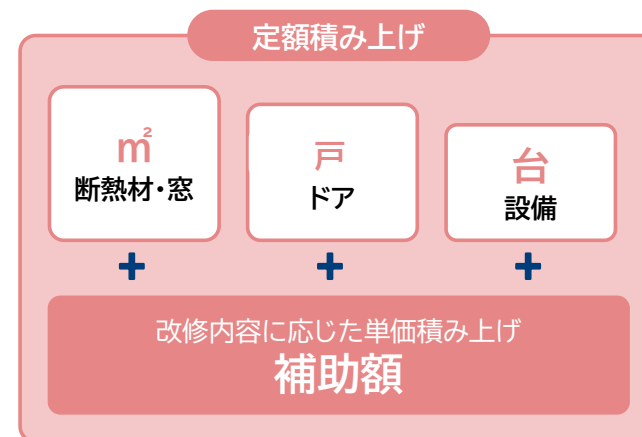 定額積み上げ
㎡
断熱材・窓
戸
ドア
台
設備
+
+
+
改修内容に応じた単価積み上げ
補助額